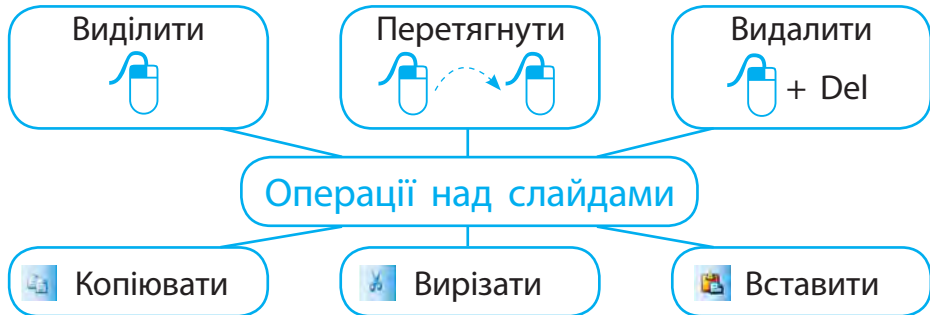 Виділити
Перетягнути
Видалити
+ Del
Операції над слайдами
Копіювати
Вирізати
Вставити